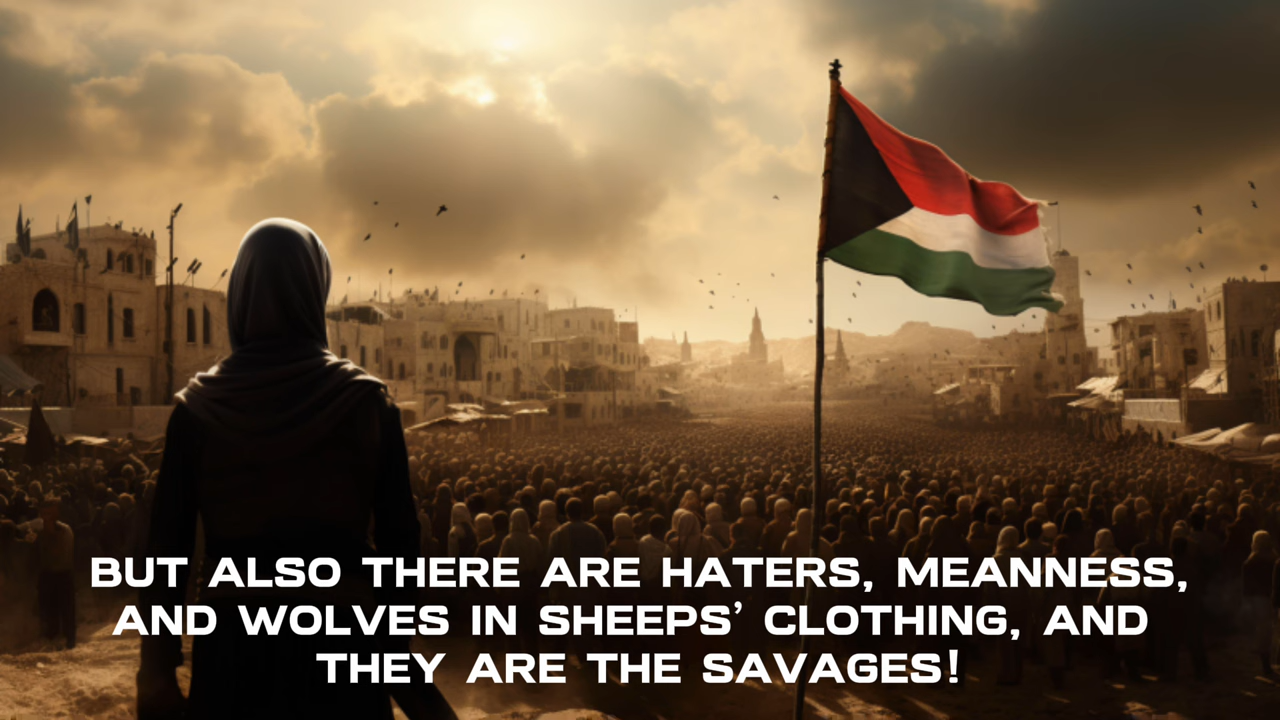 BUT ALSO THERE ARE HATERS, MEANNESS,
AND WOLVES IN SHEEPS’ CLOTHING, AND
THEY ARE THE SAVAGES!